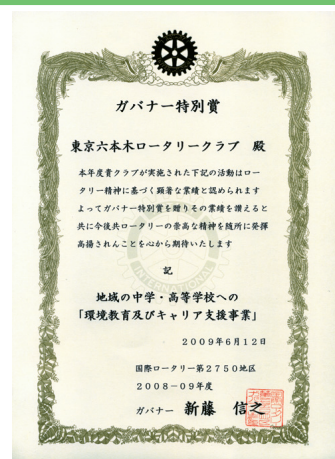 ガバナー特別賞
東京六本木ロータリークラブ 殿
本年度貴クラブが実施された下記の活動はロー
タリー精神に基づく顕著な業績と認められます
よってガバナー特別賞を贈りその業績を讃えると
共に今後共ロータリーの崇高な精神を随所に発揮
高揚されんことを心から期待いたします
記
地域の中学・高等学校への
「環境教育及びキャリア支援事業」
2009年6月12日
国際ロータリー第2750地区
2008-09年度
ガバナー 新藤 信之